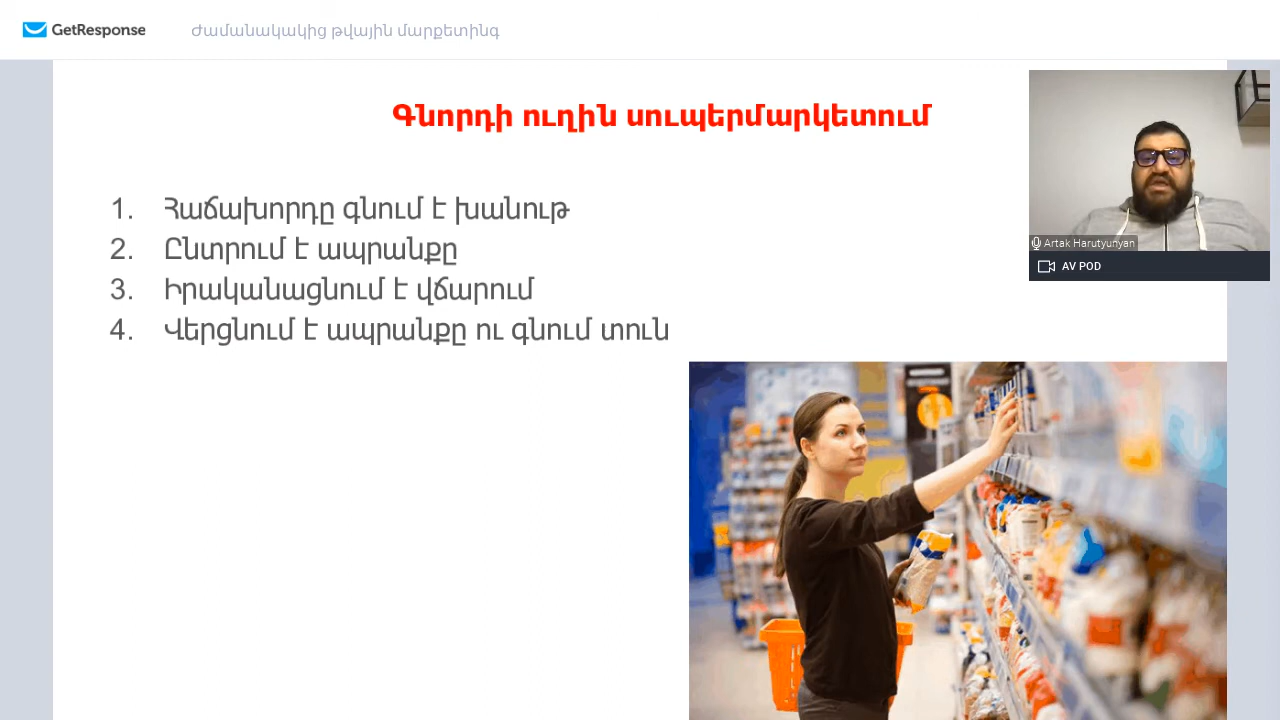 GetResponse
Ժամանակակից թվային մարքետինգ
Գնորդի ուղին սուպերմարկետում
1. Հաճախորդը գնում է խանութ
2. Ընտրում է ապրանքը
3. Իրականացնում է վճարում
4. Վերցնում է ապրանքը ու գնում տուն
Artak Harutyunyan
AV POD